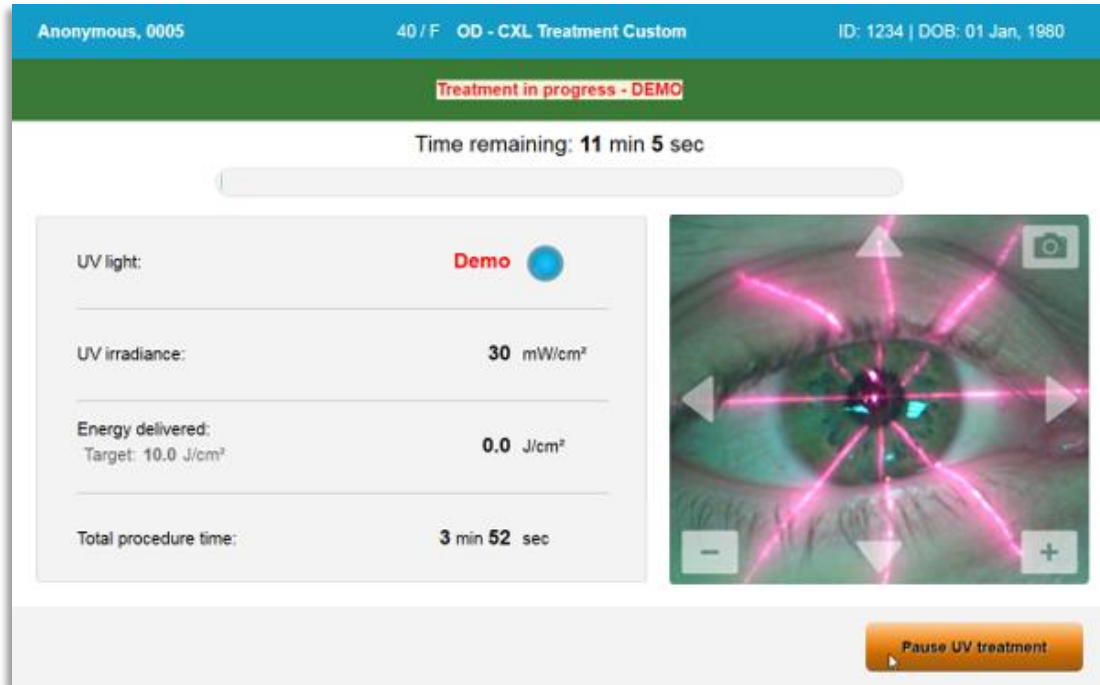 Anonymous, 0005 40 / F OD - CXL Treatment Custom ID: 1234 | DOB: 01 Jan, 1980
Treatment in progress - DEMO
Time remaining: 11 min 5 sec
UV light: Demo
UV irradiance: 30 mW/cm²
Energy delivered:
Target: 10.0 J/cm² 0.0 J/cm²
Total procedure time: 3 min 52 sec
Pause UV treatment